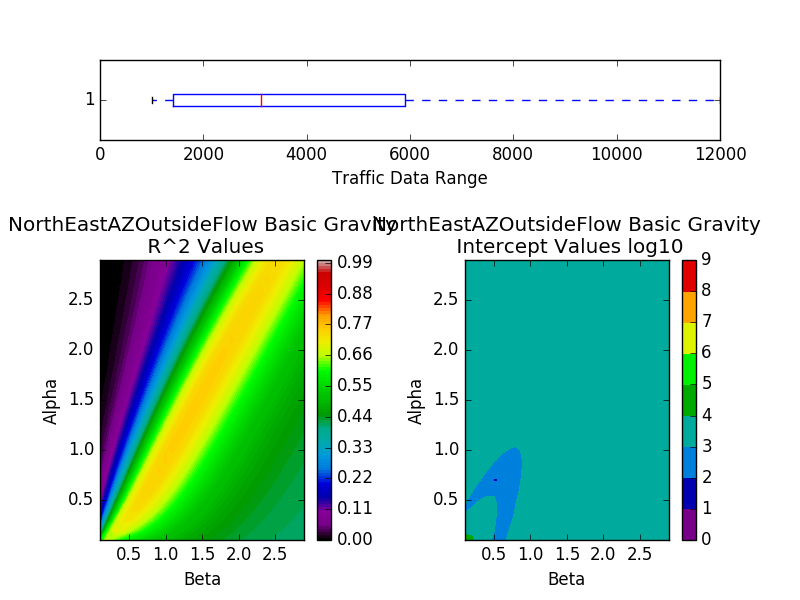 1
0 2000 4000 6000 8000 10000 12000
Traffic Data Range
NorthEastAZOutsideFlow Basic Gravity
R^2 Values
2.5
2.0
1.5
1.0
0.5
Alpha
0.5 1.0 1.5 2.0 2.5
Beta
0.99
0.88
0.77
0.66
0.55
0.44
0.33
0.22
0.11
0.00
NorthEastAZOutsideFlow Basic Gravity
Intercept Values log10
2.5
2.0
1.5
1.0
0.5
Alpha
0.5 1.0 1.5 2.0 2.5
Beta
9
8
7
6
5
4
3
2
1
0